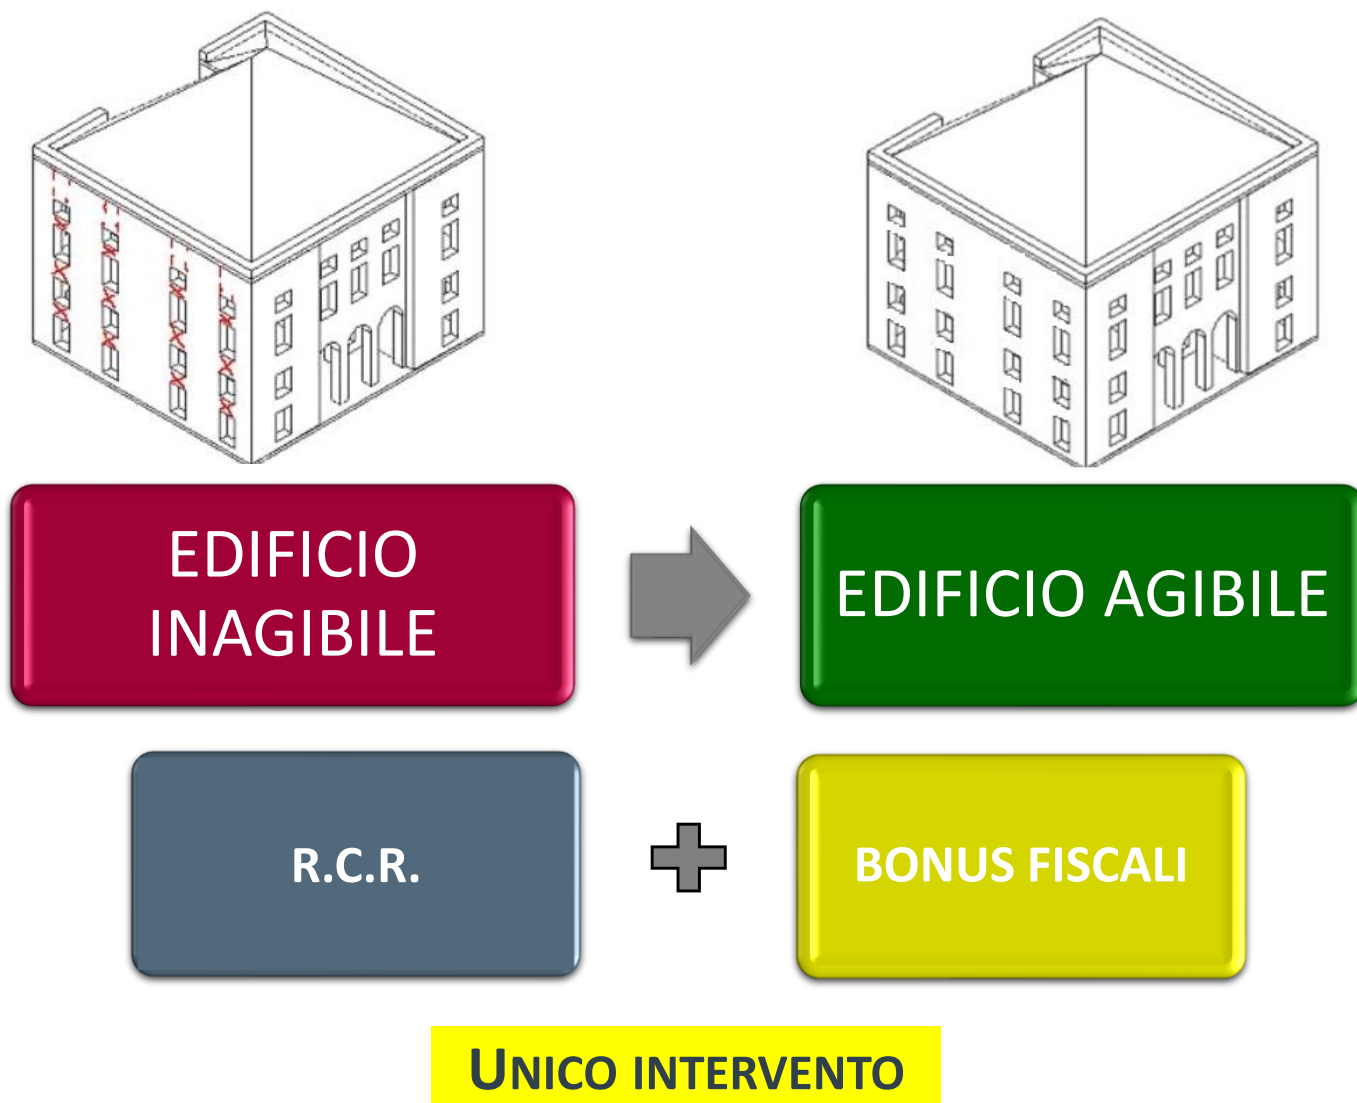 EDIFICIO
INAGIBILE
EDIFICIO AGIBILE
R.C.R.
BONUS FISCALI
UNICO INTERVENTO